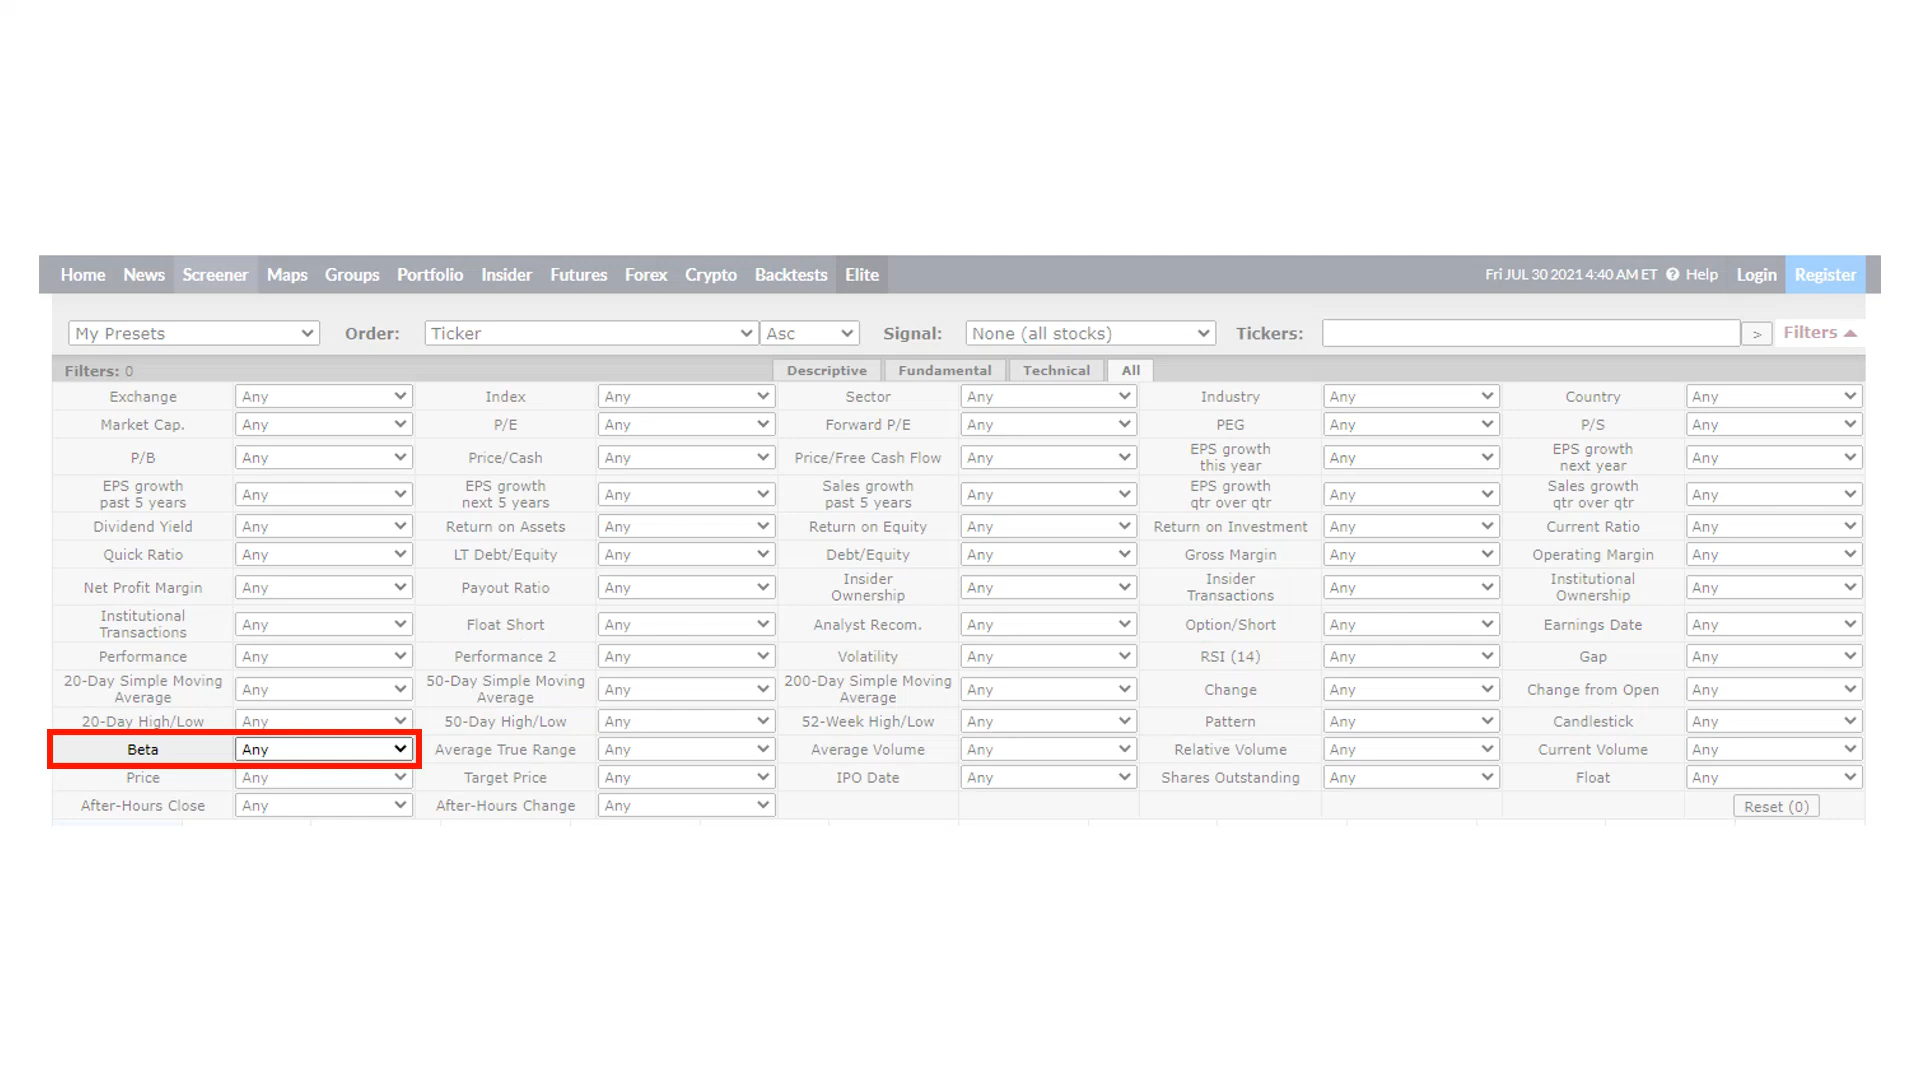 Home News Screener Maps Groups Portfolio Insider Futures Forex Crypto Backtests Elite Fri JUL 30 2021 4:40 AM ET ? Help Login Register
My Presets Order: Ticker Asc Signal: None (all stocks) Tickers: > Filters
Filters: 0 Descriptive Fundamental Technical All
Exchange Any Index Any Sector Any Industry Any Country Any
Market Cap. Any P/E Any Forward P/E Any PEG Any P/S Any
P/B Any Price/Cash Any Price/Free Cash Flow Any EPS growth
this year Any EPS growth
next year Any
EPS growth
past 5 years Any EPS growth
next 5 years Any Sales growth
past 5 years Any EPS growth
qtr over qtr Any Sales growth
qtr over qtr Any
Dividend Yield Any Return on Assets Any Return on Equity Any Return on Investment Any Current Ratio Any
Quick Ratio Any LT Debt/Equity Any Debt/Equity Any Gross Margin Any Operating Margin Any
Net Profit Margin Any Payout Ratio Any Insider
Ownership Any Insider
Transactions Any Institutional
Ownership Any
Institutional
Transactions Any Float Short Any Analyst Recom. Any Option/Short Any Earnings Date Any
Performance Any Performance 2 Any Volatility Any RSI (14) Any Gap Any
20-Day Simple Moving
Average Any 50-Day Simple Moving
Average Any 200-Day Simple Moving
Average Any Change Any Change from Open Any
20-Day High/Low Any 50-Day High/Low Any 52-Week High/Low Any Pattern Any Candlestick Any
Beta Any Average True Range Any Average Volume Any Relative Volume Any Current Volume Any
Price Any Target Price Any IPO Date Any Shares Outstanding Any Float Any
After-Hours Close Any After-Hours Change Any Reset (0)